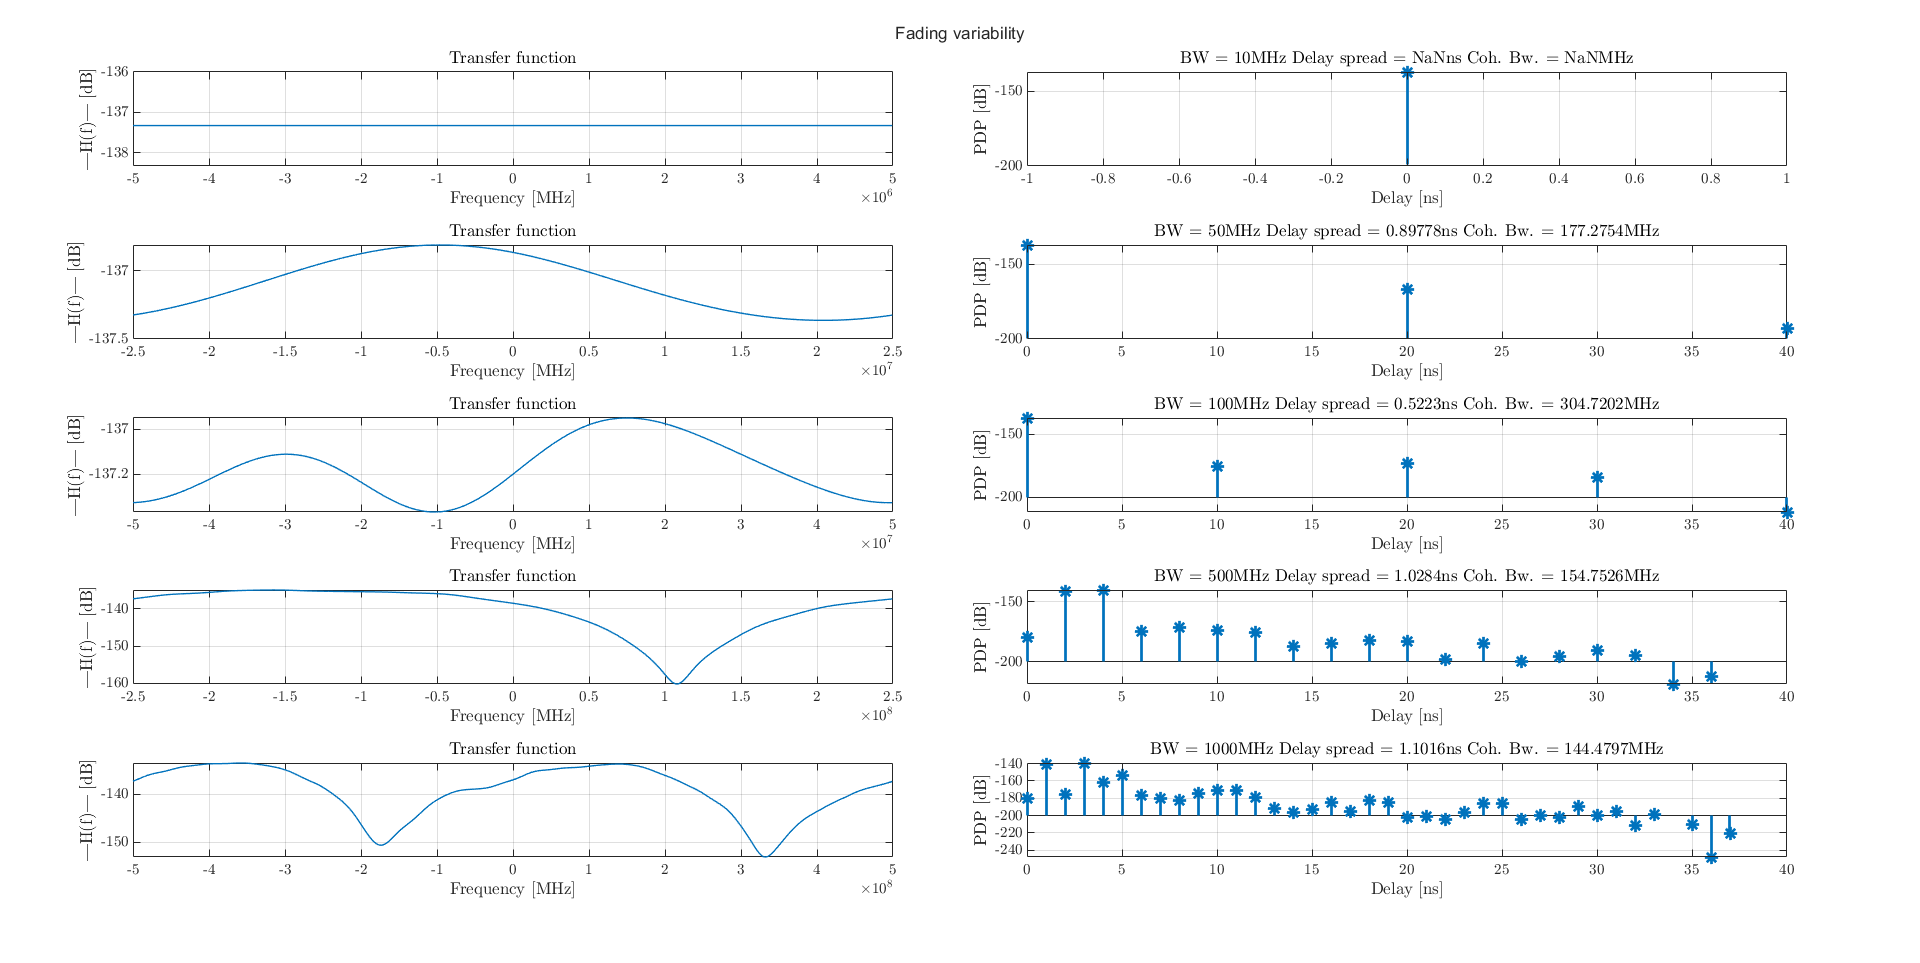 Fading variability
Transfer function
—H(f)— [dB]
-136
-137
-138
-5 -4 -3 -2 -1 0 1 2 3 4 5
Frequency [MHz]
×10⁶
BW = 10MHz Delay spread = NaNns Coh. Bw. = NaNMHz
PDP [dB]
-150
-200
-1 -0.8 -0.6 -0.4 -0.2 0 0.2 0.4 0.6 0.8 1
Delay [ns]
Transfer function
—H(f)— [dB]
-137
-137.5
-2.5 -2 -1.5 -1 -0.5 0 0.5 1 1.5 2 2.5
Frequency [MHz]
×10⁷
BW = 50MHz Delay spread = 0.89778ns Coh. Bw. = 177.2754MHz
PDP [dB]
-150
-200
0 5 10 15 20 25 30 35 40
Delay [ns]
Transfer function
—H(f)— [dB]
-137
-137.2
-5 -4 -3 -2 -1 0 1 2 3 4 5
Frequency [MHz]
×10⁷
BW = 100MHz Delay spread = 0.5223ns Coh. Bw. = 304.7202MHz
PDP [dB]
-150
-200
0 5 10 15 20 25 30 35 40
Delay [ns]
Transfer function
—H(f)— [dB]
-140
-150
-160
-2.5 -2 -1.5 -1 -0.5 0 0.5 1 1.5 2 2.5
Frequency [MHz]
×10⁸
BW = 500MHz Delay spread = 1.0284ns Coh. Bw. = 154.7526MHz
PDP [dB]
-150
-200
0 5 10 15 20 25 30 35 40
Delay [ns]
Transfer function
—H(f)— [dB]
-140
-150
-5 -4 -3 -2 -1 0 1 2 3 4 5
Frequency [MHz]
×10⁸
BW = 1000MHz Delay spread = 1.1016ns Coh. Bw. = 144.4797MHz
PDP [dB]
-140
-160
-180
-200
-220
-240
0 5 10 15 20 25 30 35 40
Delay [ns]